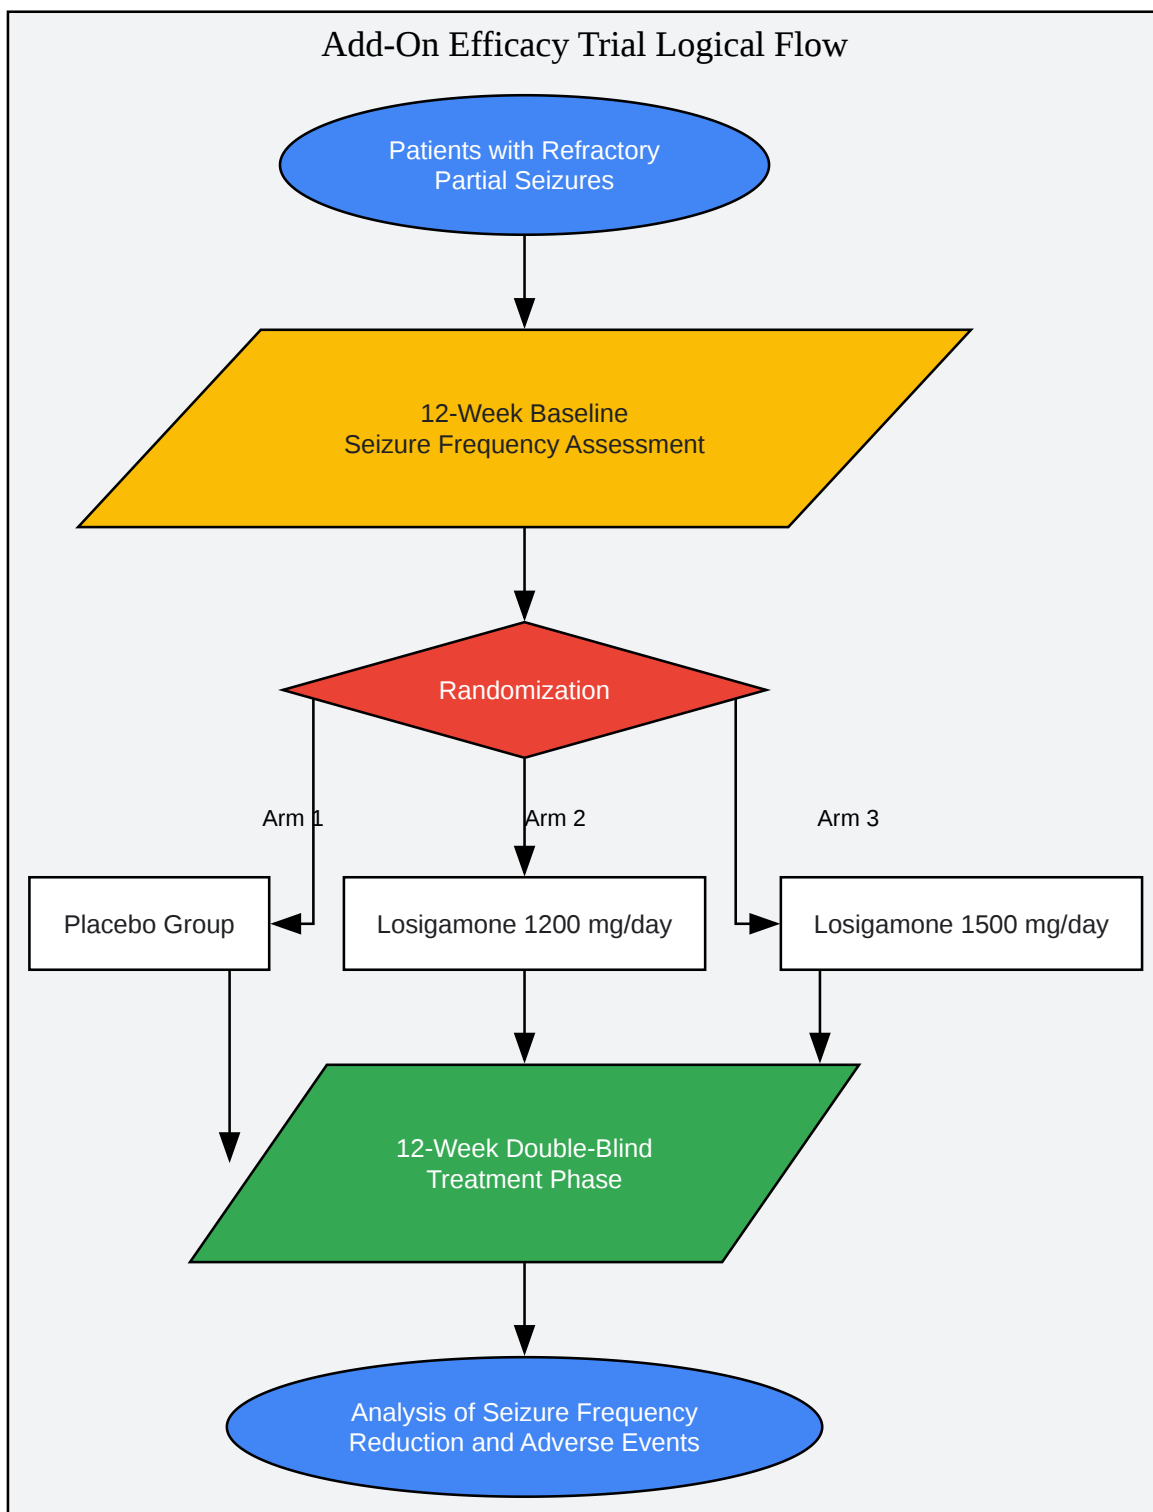 Add-On Efficacy Trial Logical Flow
Patients with Refractory
Partial Seizures
12-Week Baseline
Seizure Frequency Assessment
Randomization
Arm 1
Arm 2
Arm 3
Placebo Group
Losigamone 1200 mg/day
Losigamone 1500 mg/day
12-Week Double-Blind
Treatment Phase
Analysis of Seizure Frequency
Reduction and Adverse Events